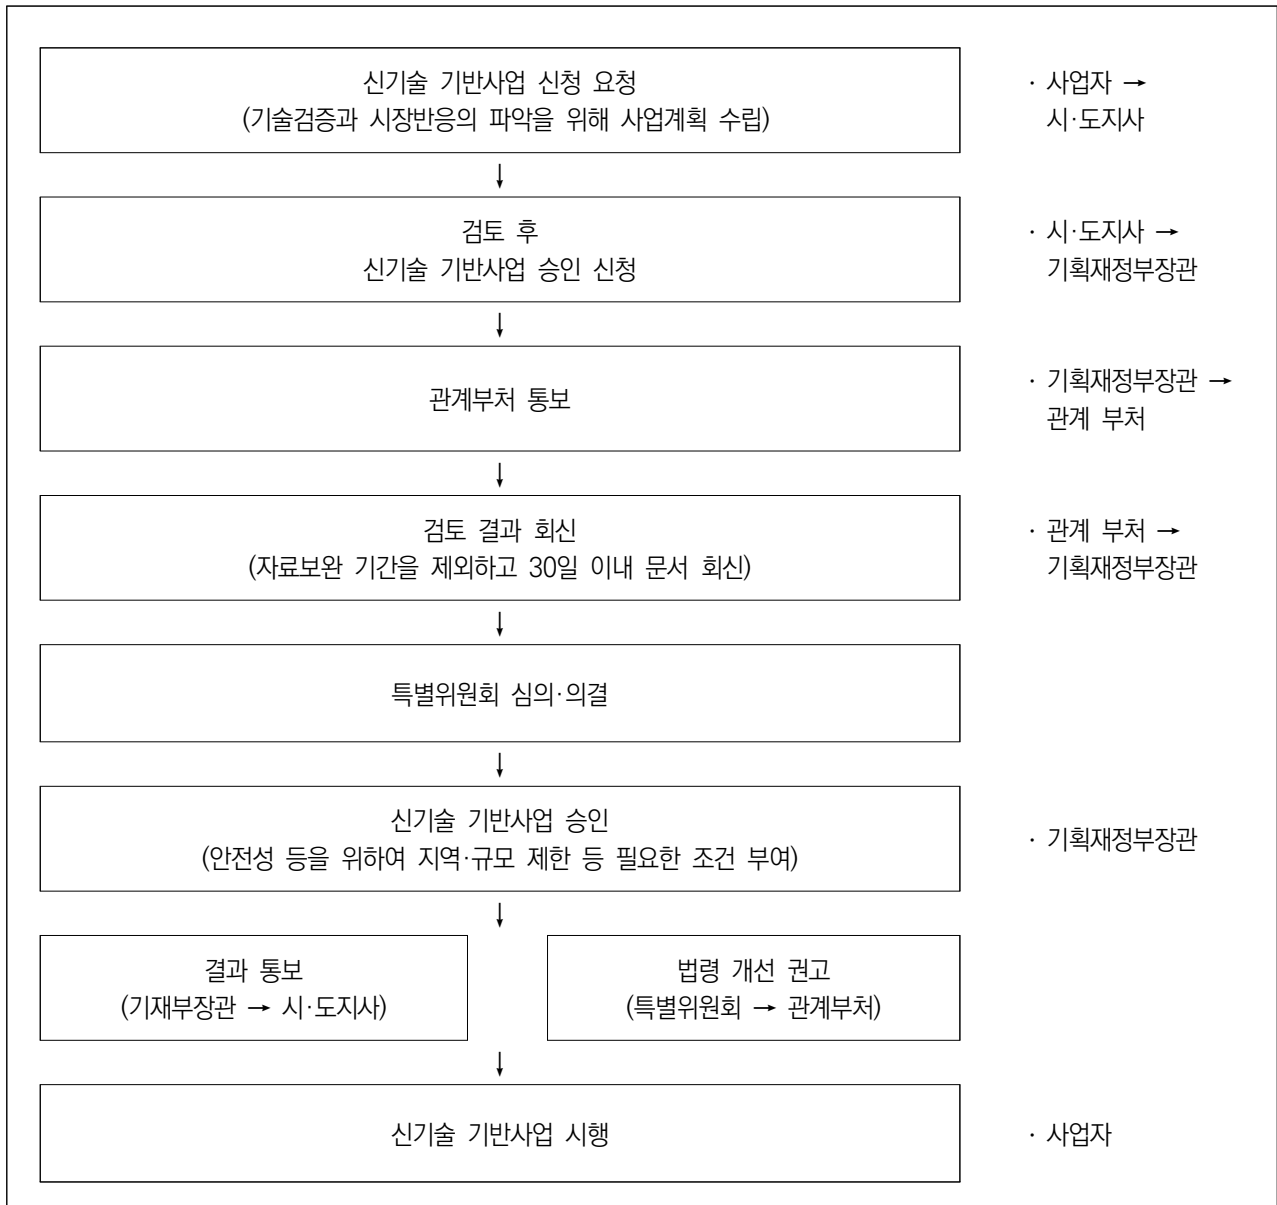 신기술 기반사업 신청 요청
(기술검증과 시장반응의 파악을 위해 사업계획 수립)
· 사업자 →
시·도지사
↓
검토 후
신기술 기반사업 승인 신청
· 시·도지사 →
기획재정부장관
↓
관계부처 통보
· 기획재정부장관 →
관계 부처
↓
검토 결과 회신
(자료보완 기간을 제외하고 30일 이내 문서 회신)
· 관계 부처 →
기획재정부장관
↓
특별위원회 심의·의결
↓
신기술 기반사업 승인
(안전성 등을 위하여 지역·규모 제한 등 필요한 조건 부여)
· 기획재정부장관
↓
결과 통보
(기재부장관 → 시·도지사)
법령 개선 권고
(특별위원회 → 관계부처)
↓
신기술 기반사업 시행
· 사업자